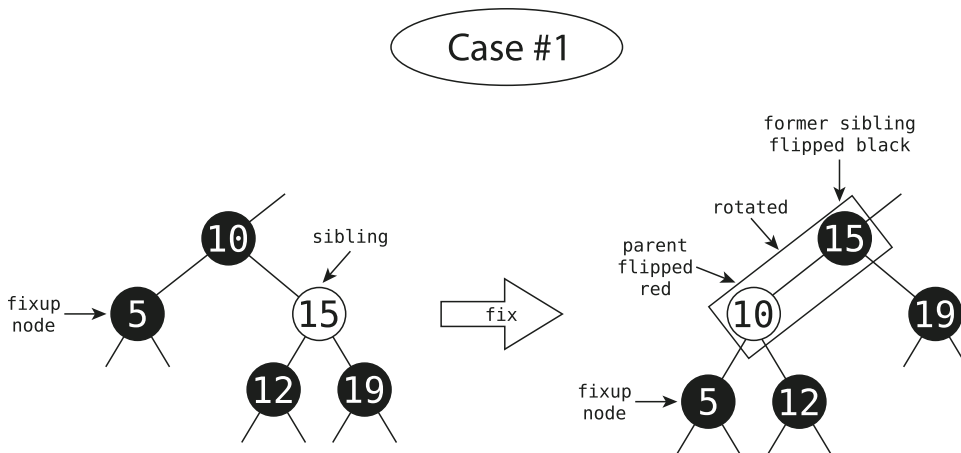 Case #1
former sibling
flipped black
rotated
parent
flipped
red
10
sibling
15
fixup
node
5
15
fix
10
19
12
19
fixup
node
5
12